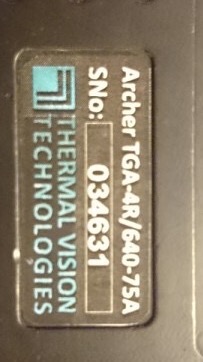 Archer TGA-4R/640-75A
SNo: 034631
THERMAL VISION
TECHNOLOGIES